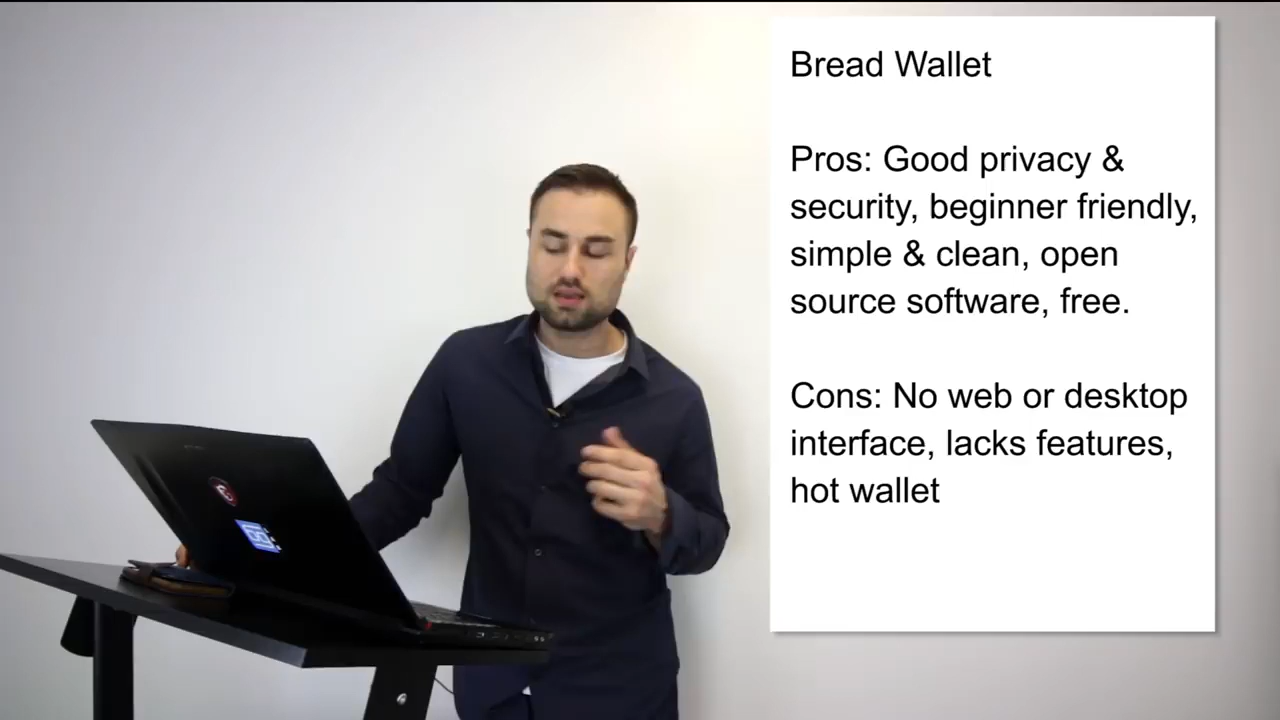 Bread Wallet
Pros: Good privacy &
security, beginner friendly,
simple & clean, open
source software, free.
Cons: No web or desktop
interface, lacks features,
hot wallet